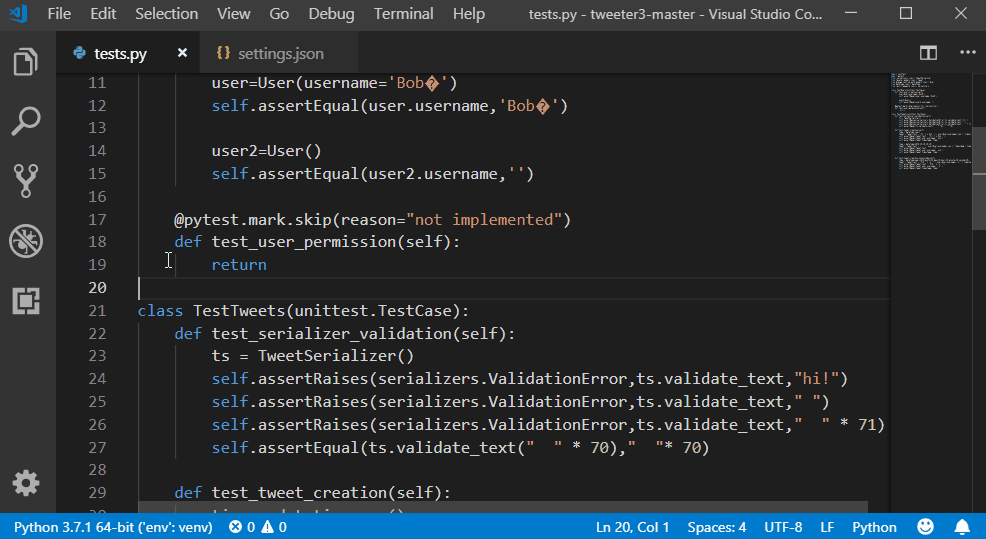 File Edit Selection View Go Debug Terminal Help tests.py - tweeter3-master - Visual Studio Co...
tests.py settings.json
11 user=User(username='Bob�')
12 self.assertEqual(user.username,'Bob�')
13
14 user2=User()
15 self.assertEqual(user2.username,'')
16
17 @pytest.mark.skip(reason="not implemented")
18 def test_user_permission(self):
19 return
20
21 class TestTweets(unittest.TestCase):
22 def test_serializer_validation(self):
23 ts = TweetSerializer()
24 self.assertRaises(serializers.ValidationError,ts.validate_text,"hi!")
25 self.assertRaises(serializers.ValidationError,ts.validate_text," ")
26 self.assertRaises(serializers.ValidationError,ts.validate_text,"  " * 71)
27 self.assertEqual(ts.validate_text("  " * 70),"  "* 70)
28
29 def test_tweet_creation(self):
Python 3.7.1 64-bit ('env': venv) 0 0 Ln 20, Col 1 Spaces: 4 UTF-8 LF Python